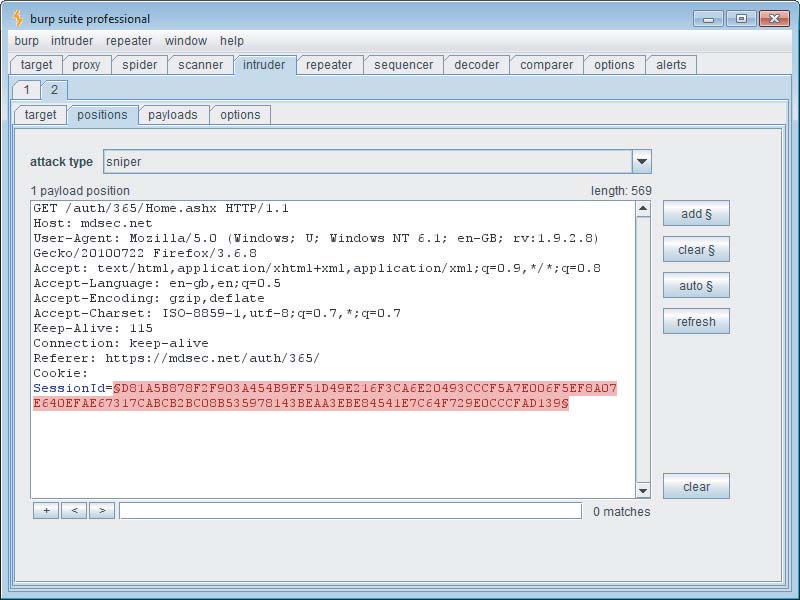 burp suite professional
burp intruder repeater window help
target proxy spider scanner intruder repeater sequencer decoder comparer options alerts
1 2
target positions payloads options
attack type sniper
1 payload position length: 569
GET /auth/365/Home.ashx HTTP/1.1
Host: mdsec.net
User-Agent: Mozilla/5.0 (Windows; U; Windows NT 6.1; en-GB; rv:1.9.2.8)
Gecko/20100722 Firefox/3.6.8
Accept: text/html,application/xhtml+xml,application/xml;q=0.9,*/*;q=0.8
Accept-Language: en-gb,en;q=0.5
Accept-Encoding: gzip,deflate
Accept-Charset: ISO-8859-1,utf-8;q=0.7,*;q=0.7
Keep-Alive: 115
Connection: keep-alive
Referer: https://mdsec.net/auth/365/
Cookie:
SessionId=§D81A5B878F2F903A454B9EF51D49E216F3CA6E20493CCCF5A7E006F5EF8A07
E640EFAE67317CABCB2BC08B535978143BEAA3EBE84541E7C64F729E0CCCFAD139§
add §
clear §
auto §
refresh
clear
+ < > 0 matches